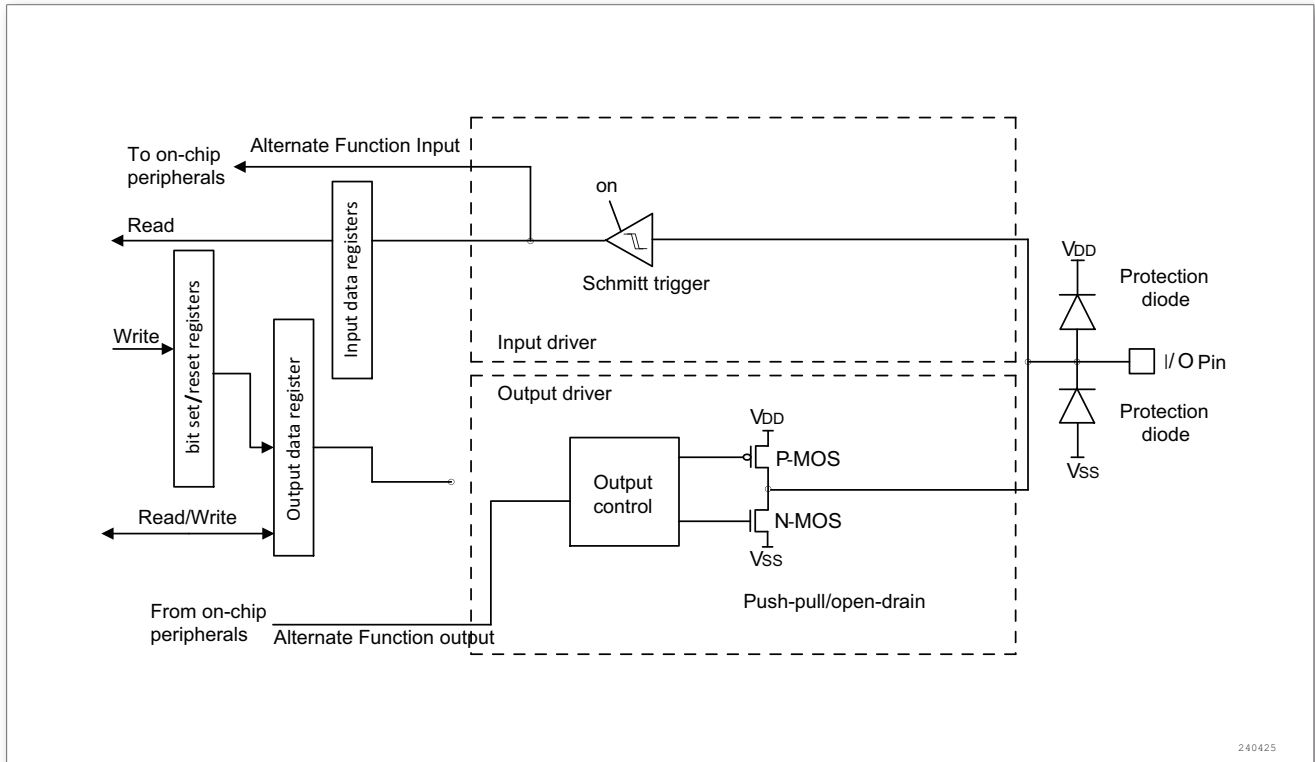 Alternate Function Input
To on-chip
peripherals
on
Read
Input data registers
VDD
Protection
diode
Schmitt trigger
bit set/reset registers
Write
Input driver
I/O Pin
Output data register
Output driver
Protection
diode
VDD
P-MOS
VSS
Output
control
Read/Write
N-MOS
VSS
From on-chip
peripherals
Push-pull/open-drain
Alternate Function output
240425